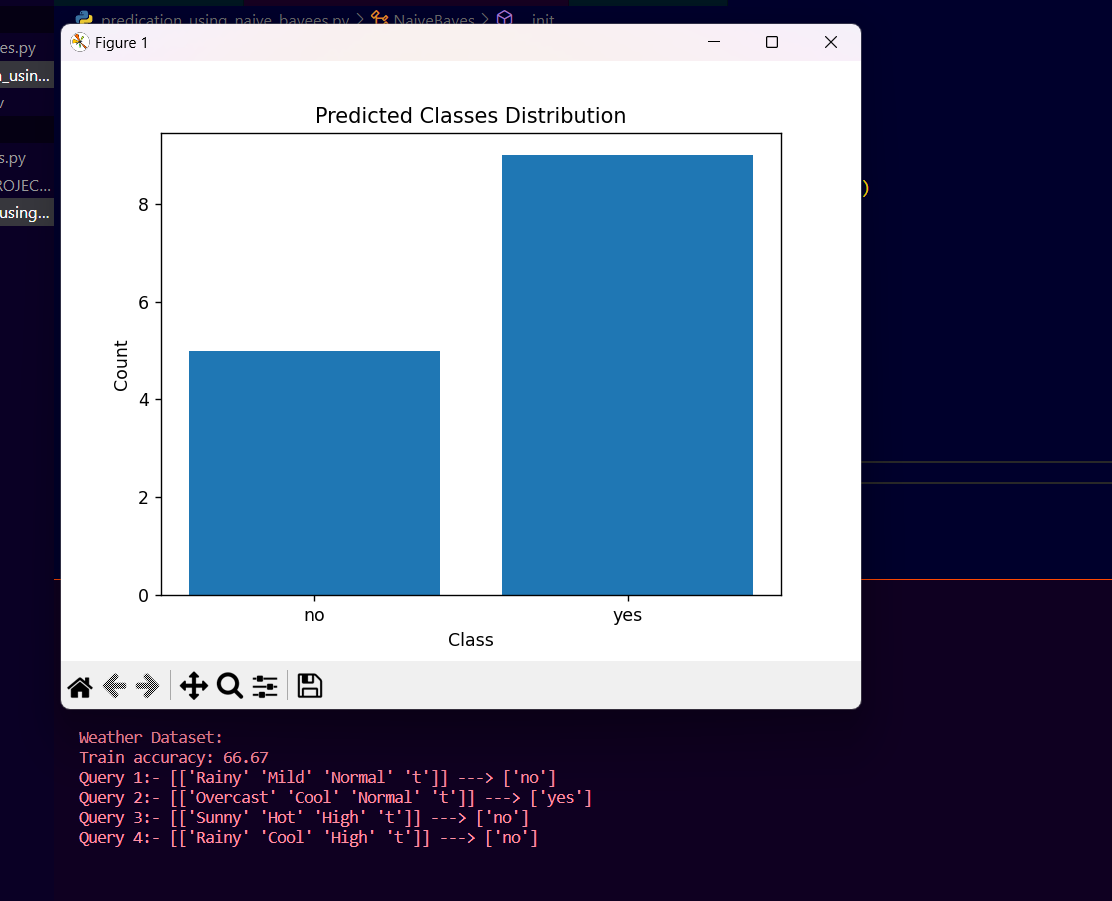 predication_using_naive_bayees.py > NaiveBayes > __init__
Figure 1
es.py
_usin...
s.py
ROJEC...
using...
)
Predicted Classes Distribution
8
6
4
2
0
Count
no yes
Class
Weather Dataset:
Train accuracy: 66.67
Query 1:- [['Rainy' 'Mild' 'Normal' 't']] ---> ['no']
Query 2:- [['Overcast' 'Cool' 'Normal' 't']] ---> ['yes']
Query 3:- [['Sunny' 'Hot' 'High' 't']] ---> ['no']
Query 4:- [['Rainy' 'Cool' 'High' 't']] ---> ['no']